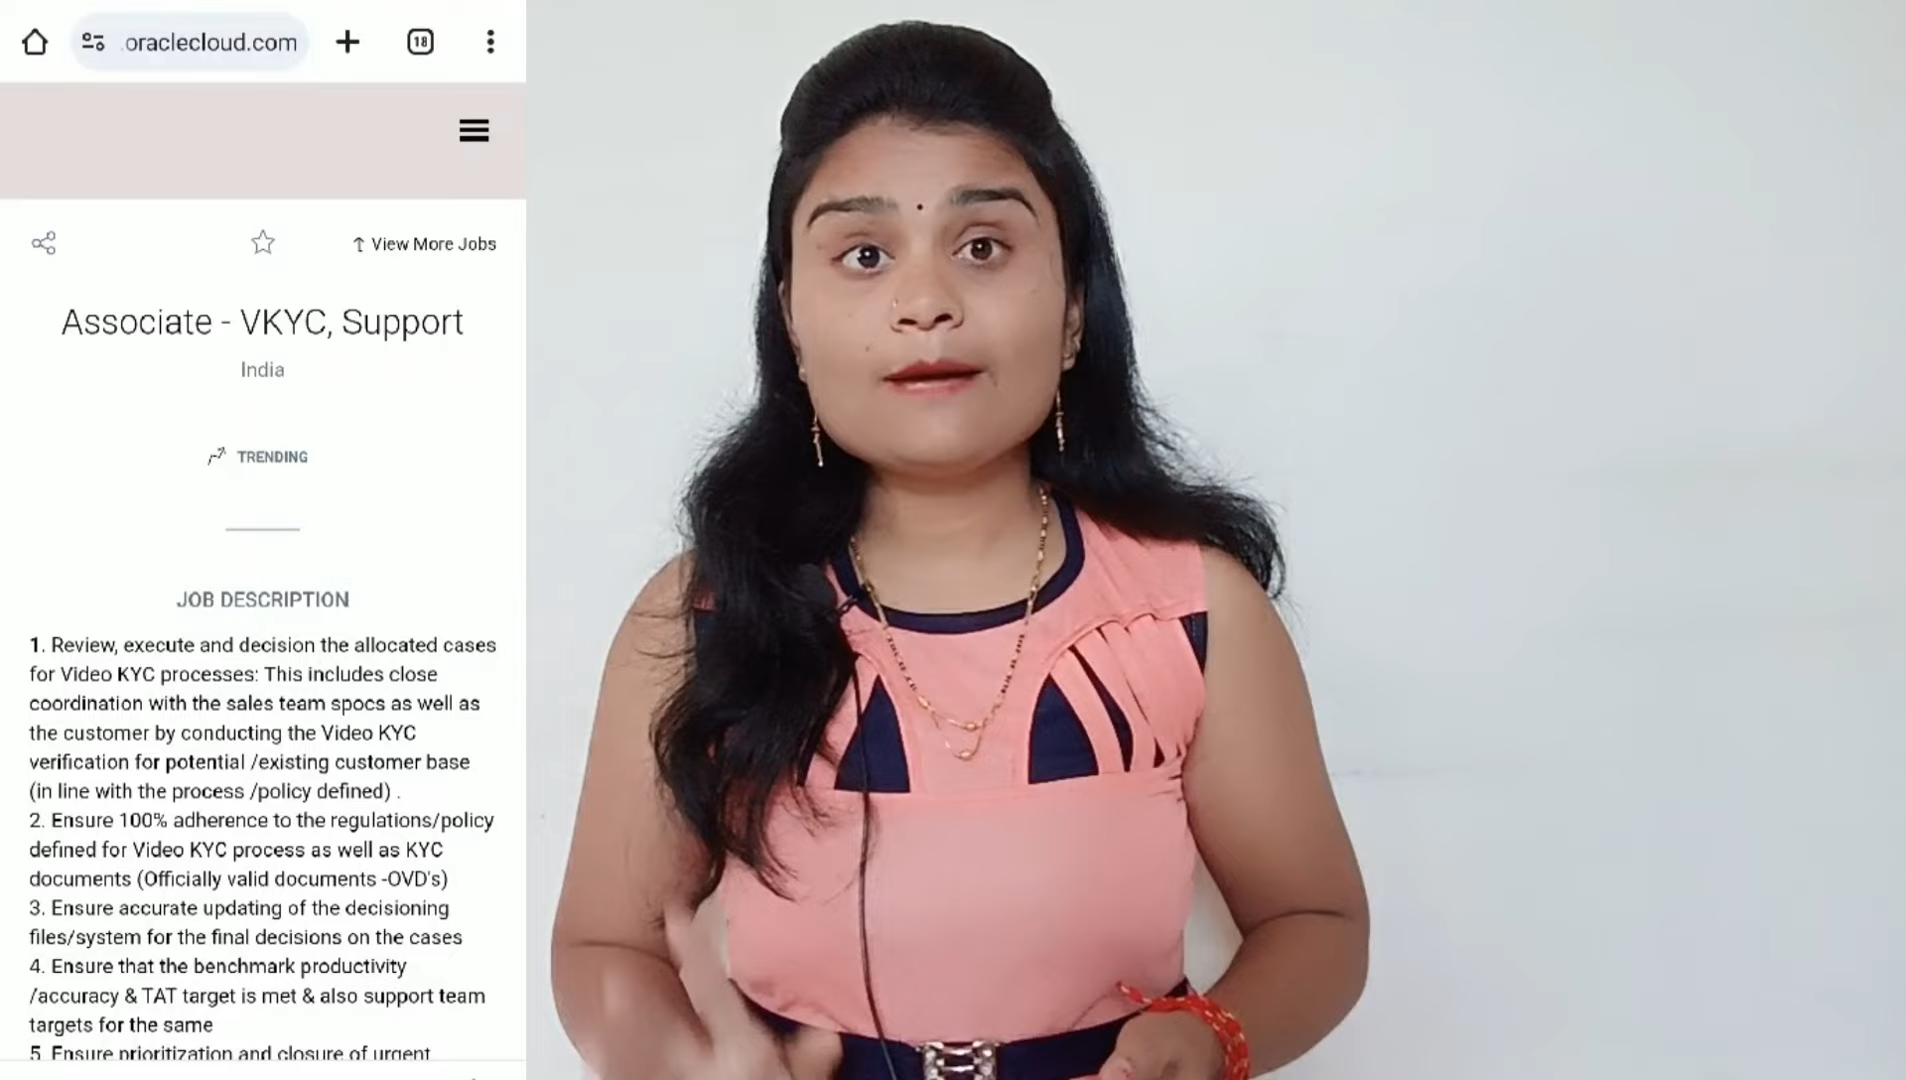 .oraclecloud.com
18
View More Jobs
Associate - VKYC, Support
India
TRENDING
JOB DESCRIPTION
1. Review, execute and decision the allocated cases
for Video KYC processes: This includes close
coordination with the sales team spocs as well as
the customer by conducting the Video KYC
verification for potential /existing customer base
(in line with the process /policy defined) .
2. Ensure 100% adherence to the regulations/policy
defined for Video KYC process as well as KYC
documents (Officially valid documents -OVD's)
3. Ensure accurate updating of the decisioning
files/system for the final decisions on the cases
4. Ensure that the benchmark productivity
/accuracy & TAT target is met & also support team
targets for the same
5. Ensure prioritization and closure of urgent